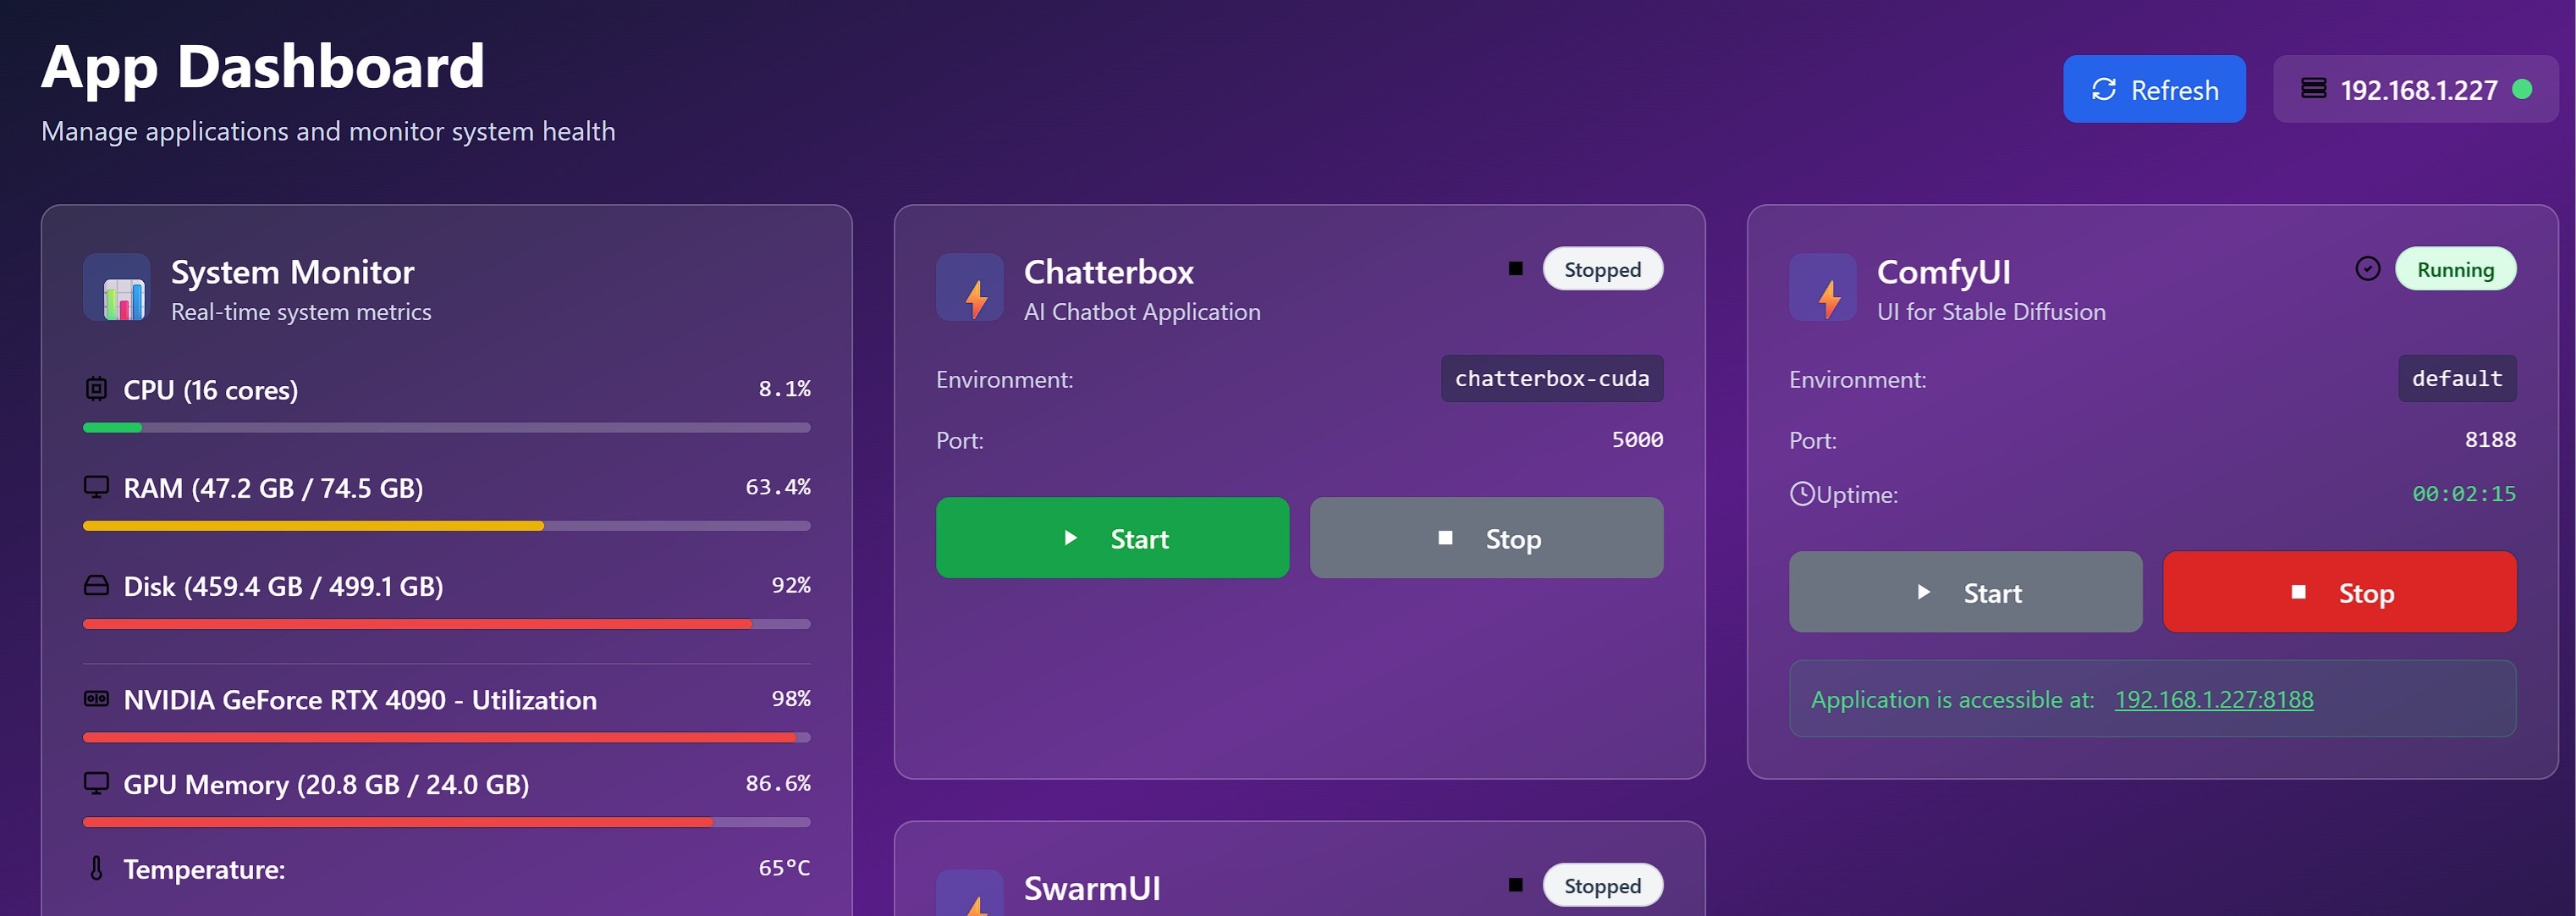 App Dashboard
Manage applications and monitor system health
Refresh
192.168.1.227
System Monitor
Real-time system metrics
CPU (16 cores) 8.1%
RAM (47.2 GB / 74.5 GB) 63.4%
Disk (459.4 GB / 499.1 GB) 92%
NVIDIA GeForce RTX 4090 - Utilization 98%
GPU Memory (20.8 GB / 24.0 GB) 86.6%
Temperature: 65°C
Chatterbox
Stopped
AI Chatbot Application
Environment: chatterbox-cuda
Port: 5000
Start Stop
SwarmUI
Stopped
ComfyUI
Running
UI for Stable Diffusion
Environment: default
Port: 8188
Uptime: 00:02:15
Start Stop
Application is accessible at: 192.168.1.227:8188